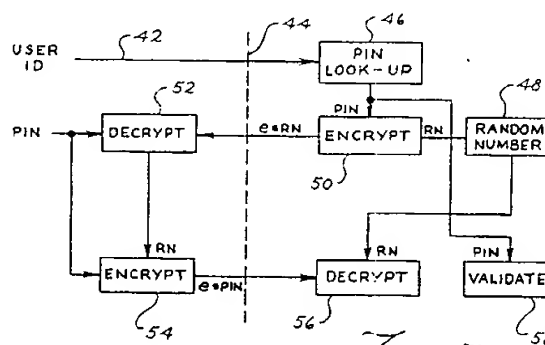 42
44
46
USER
ID
PIN
LOOK-UP
52
48
PIN
PIN
DECRYPT
e*RN
ENCRYPT
RN
RANDOM
NUMBER
50
RN
RN
PIN
ENCRYPT
e*PIN
DECRYPT
VALIDATE
54
56